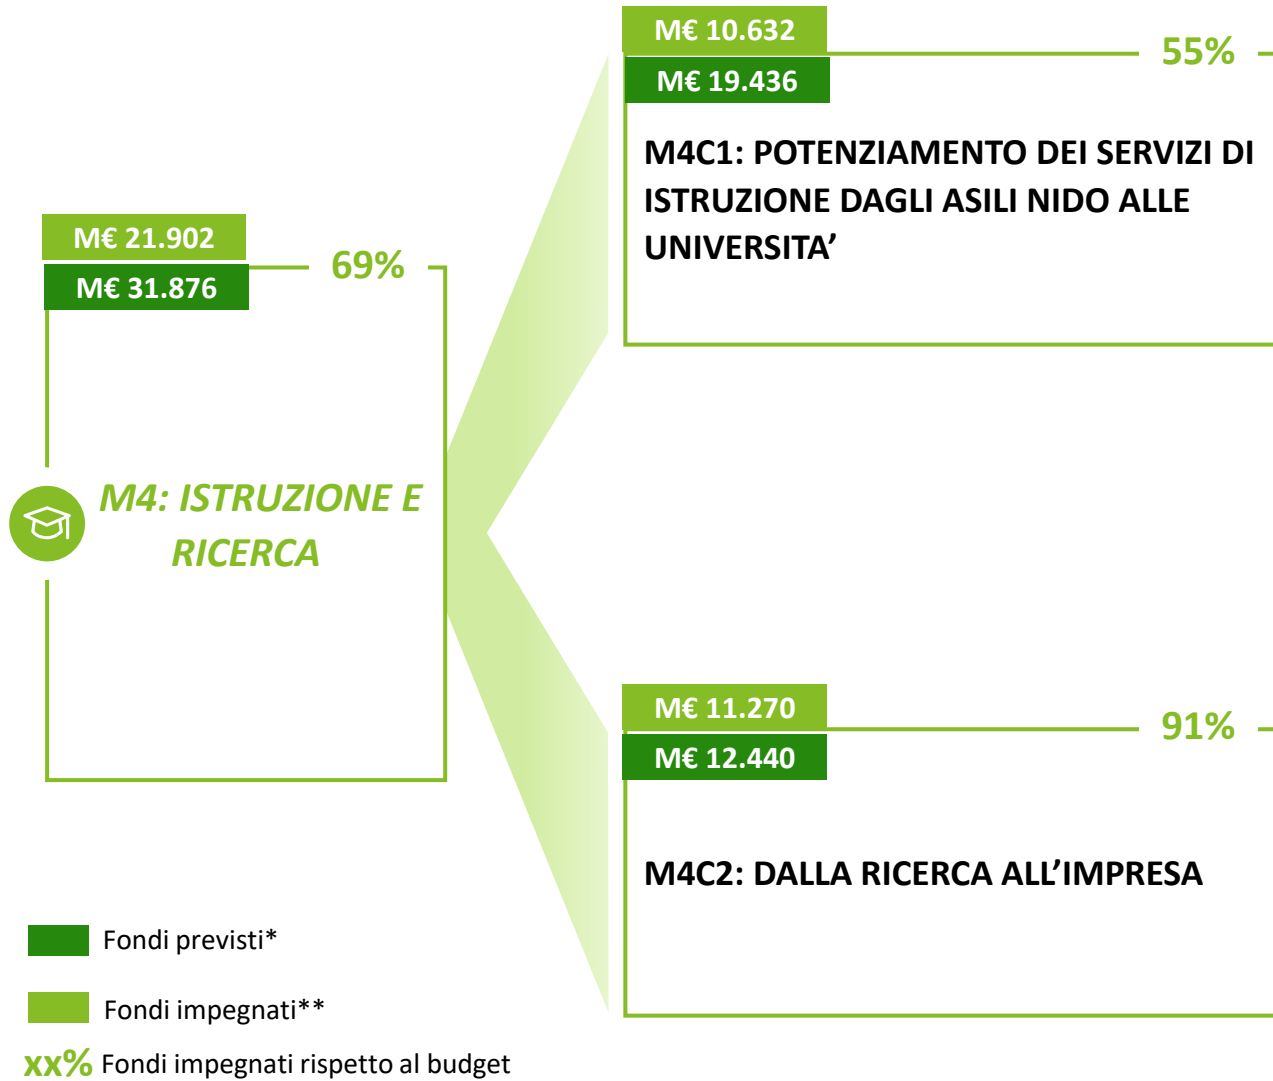 M€ 21.902
M€ 31.876
69%
M4: ISTRUZIONE E
RICERCA
M€ 10.632
M€ 19.436
55%
M4C1: POTENZIAMENTO DEI SERVIZI DI
ISTRUZIONE DAGLI ASILI NIDO ALLE
UNIVERSITA’
M€ 11.270
M€ 12.440
91%
M4C2: DALLA RICERCA ALL’IMPRESA
Fondi previsti*
Fondi impegnati**
xx% Fondi impegnati rispetto al budget